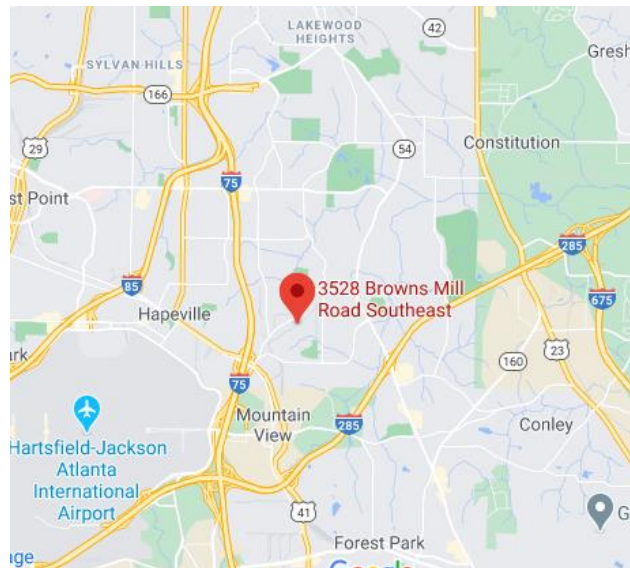 LAKEWOOD
HEIGHTS
42
Gresh
SYLVAN HILLS
166
29
54
Constitution
75
st Point
285
85
675
3528 Browns Mill
Road Southeast
Hapeville
ark
160
23
75
Mountain
View
285
Conley
Hartsfield-Jackson
Atlanta
International
Airport
41
G
Forest Park
age
Google